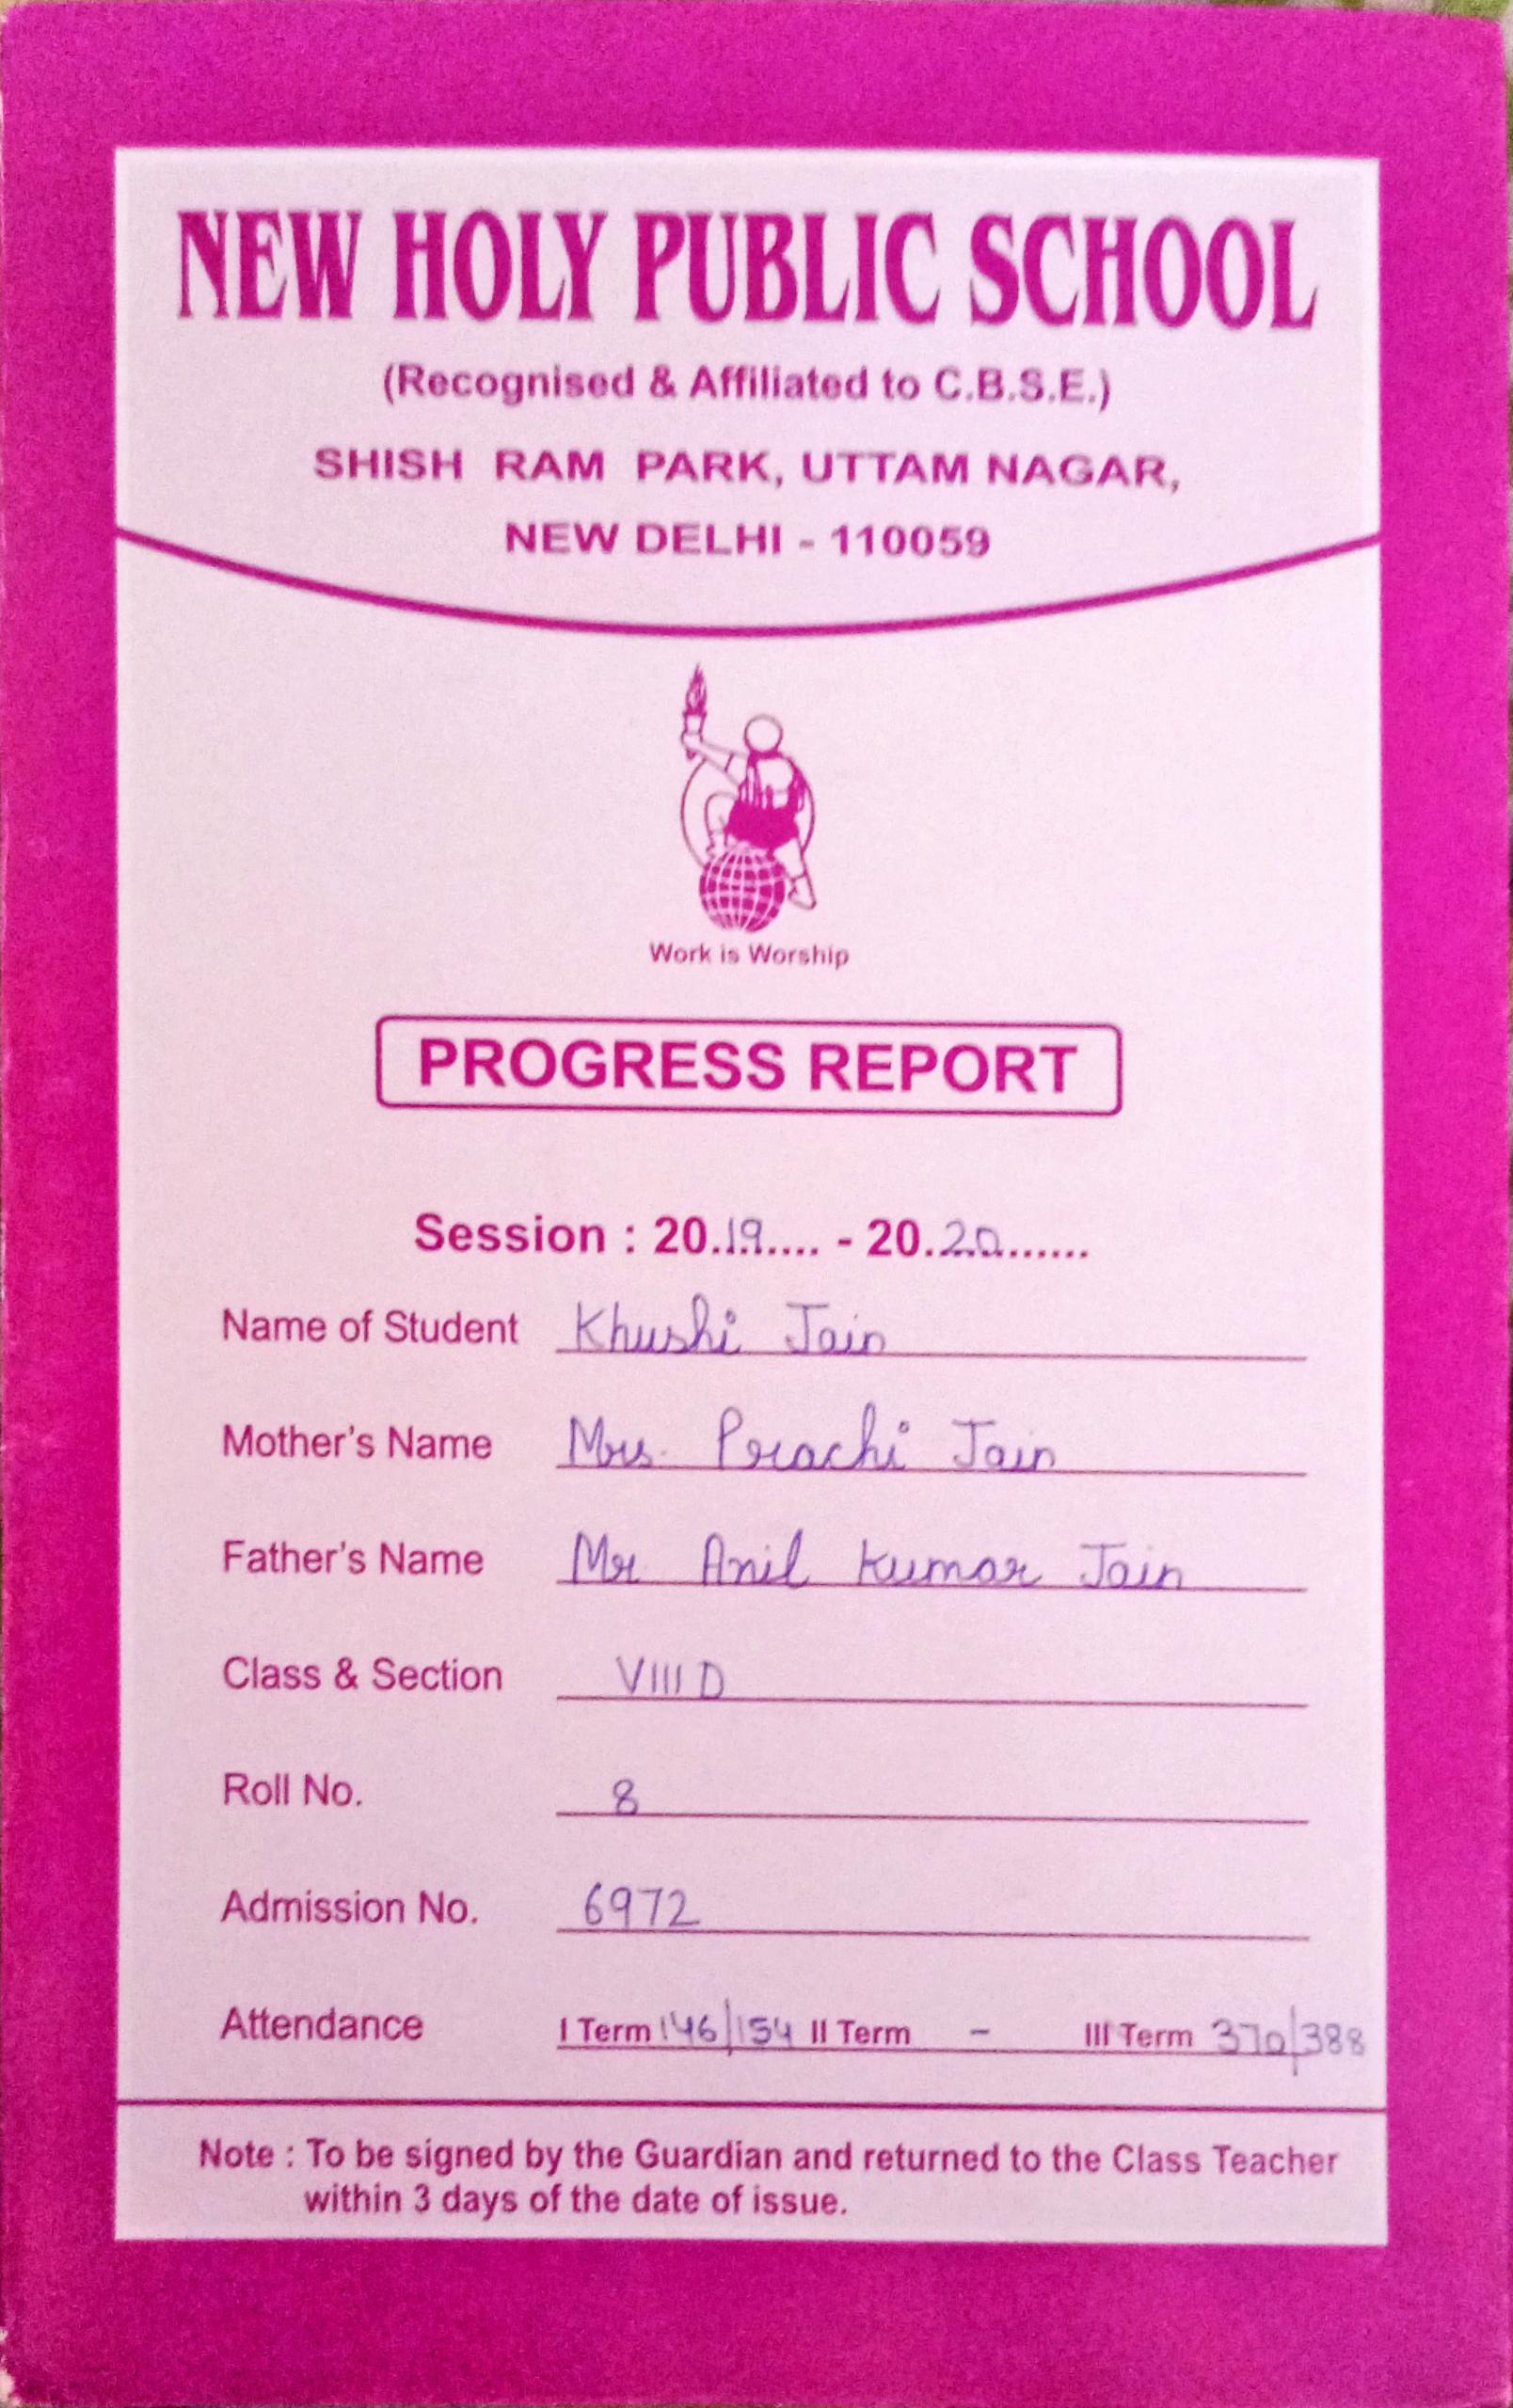 NEW HOLY PUBLIC SCHOOL
(Recognised & Affiliated to C.B.S.E.)
SHISH RAM PARK, UTTAM NAGAR,
NEW DELHI - 110059
Work is Worship
PROGRESS REPORT
Session : 20.19.... - 20.20.......
Name of Student Khushi Jain
Mother's Name Mrs. Prachi Jain
Father's Name Mr Anil Kumar Jain
Class & Section VIII D
Roll No. 8
Admission No. 6972
Attendance I Term 146/154 II Term - III Term 370/388
Note : To be signed by the Guardian and returned to the Class Teacher
within 3 days of the date of issue.